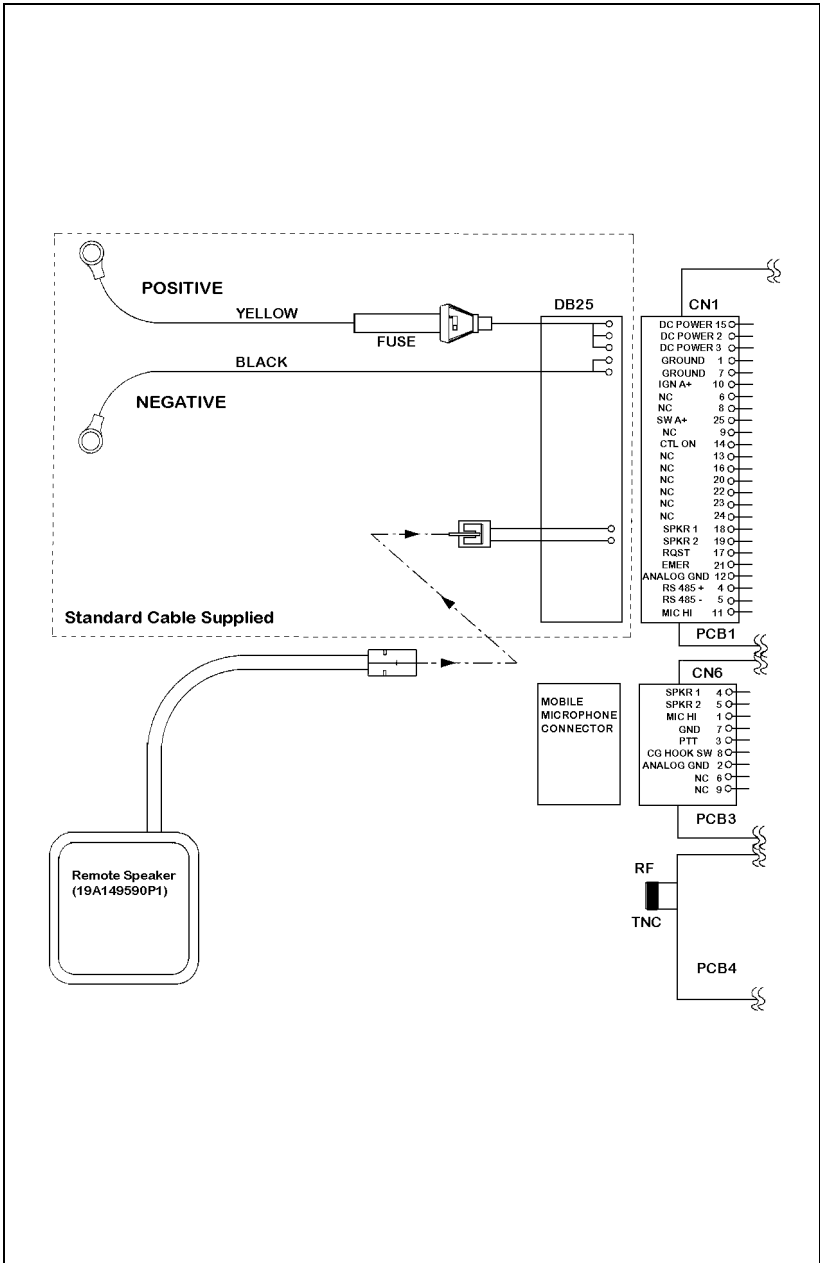 POSITIVE
YELLOW
FUSE
BLACK
NEGATIVE
DB25
Standard Cable Supplied
CN1
DC POWER 15
DC POWER 2
DC POWER 3
GROUND 1
GROUND 7
IGN A+ 10
NC 6
NC 8
SW A+ 25
NC 9
CTL ON 14
NC 13
NC 16
NC 20
NC 22
NC 23
NC 24
SPKR 1 18
SPKR 2 19
RQST 17
EMER 21
ANALOG GND 12
RS 485 + 4
RS 485 - 5
MIC HI 11
PCB1
CN6
MOBILE
MICROPHONE
CONNECTOR
SPKR 1 4
SPKR 2 5
MIC HI 1
GND 7
PTT 3
CG HOOK SW 8
ANALOG GND 2
NC 6
NC 9
PCB3
Remote Speaker
(19A149590P1)
RF
TNC
PCB4